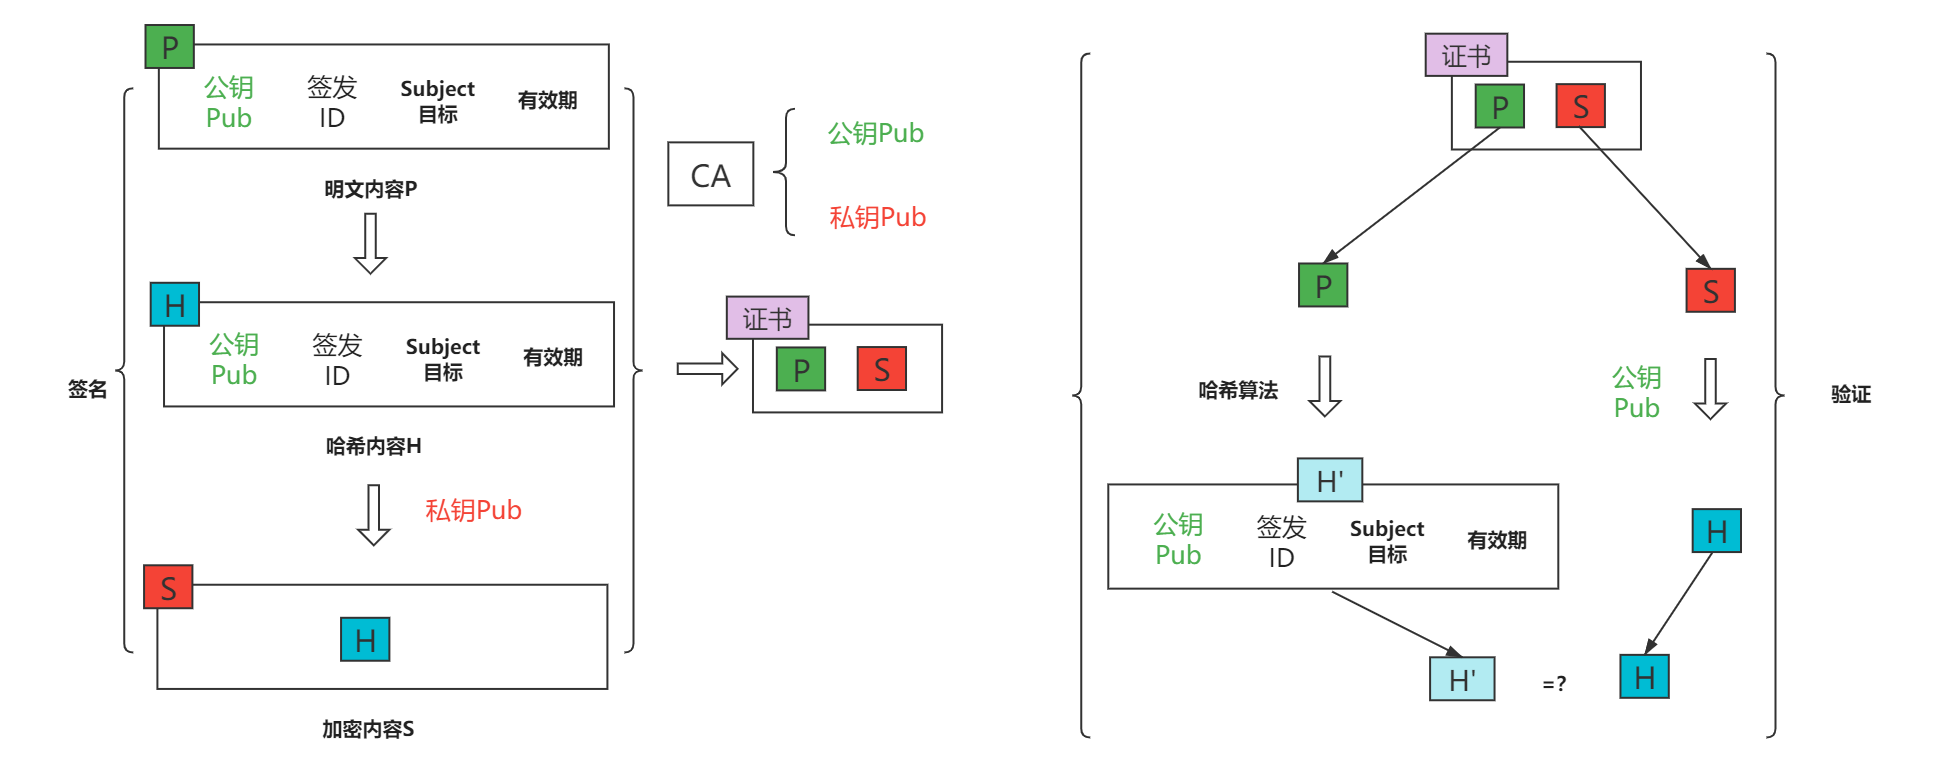 P
公钥
Pub
签发
ID
Subject
目标
有效期
明文内容P
H
公钥
Pub
签发
ID
Subject
目标
有效期
签名
哈希内容H
私钥Pub
S
H
加密内容S
CA
公钥Pub
私钥Pub
证书
P
S
证书
P
S
P
S
哈希算法
公钥
Pub
验证
H'
公钥
Pub
签发
ID
Subject
目标
有效期
H
H'
=?
H